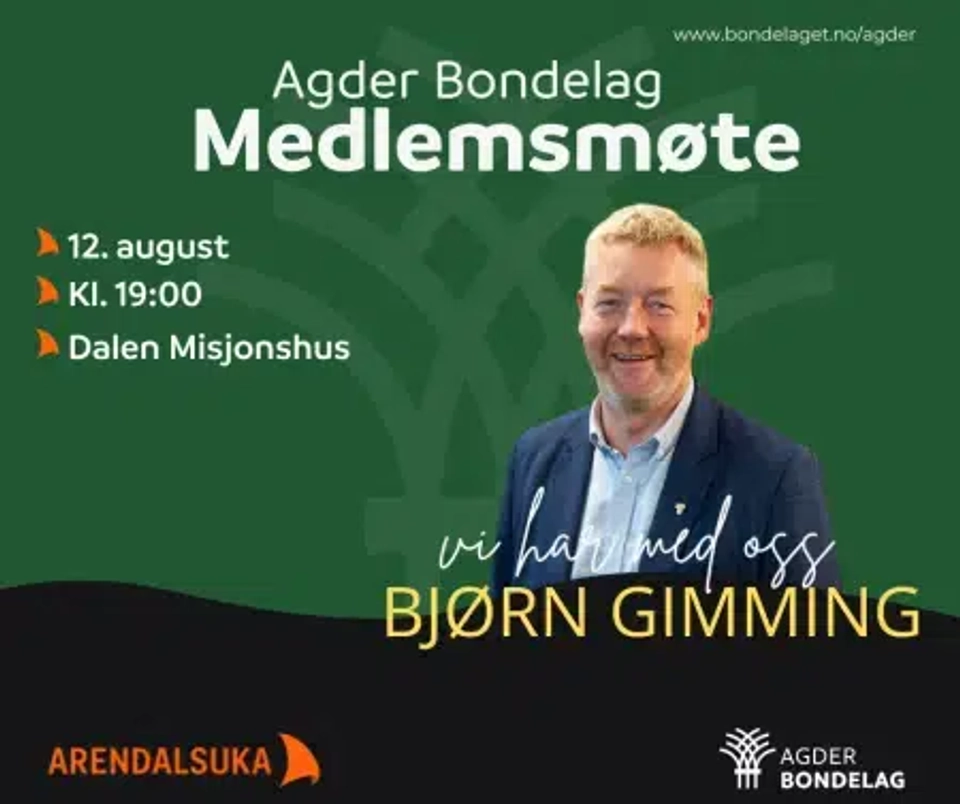 www.bondelaget.no/agder
Agder Bondelag
Medlemsmøte
12. august
Kl. 19:00
Dalen Misjonshus
vi har med oss
BJØRN GIMMING
ARENDALSUKA
AGDER
BONDELAG